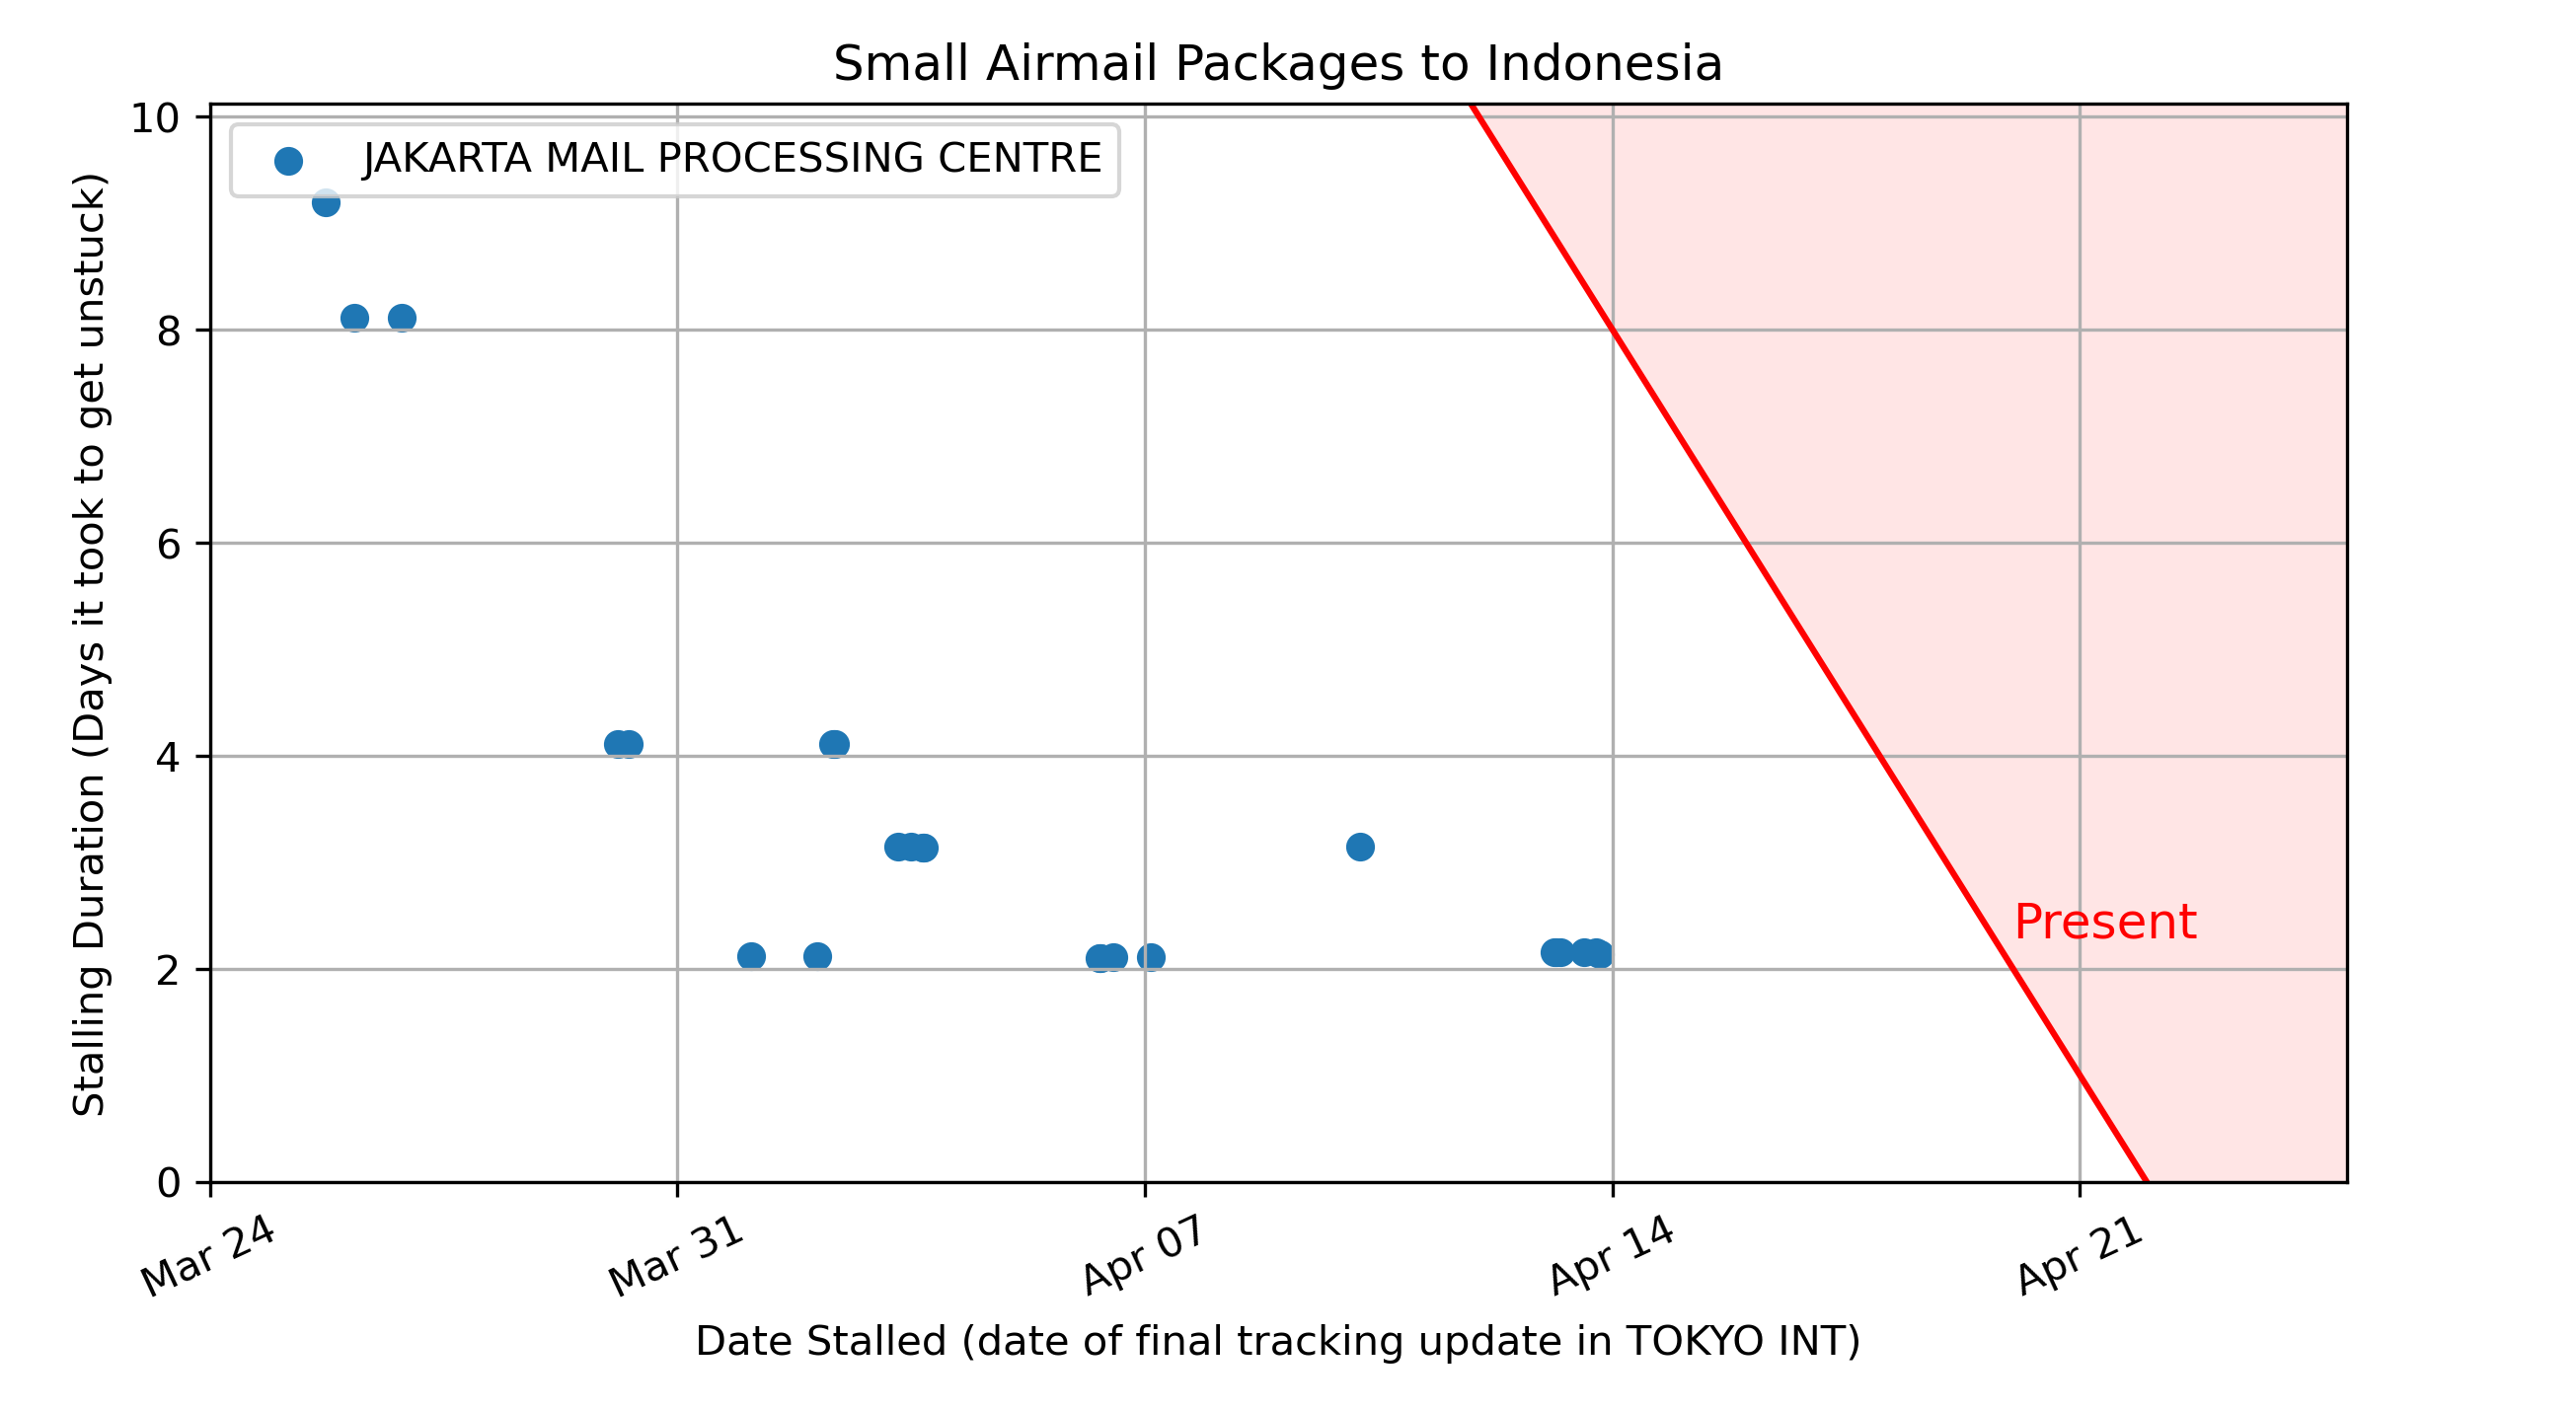 Small Airmail Packages to Indonesia
JAKARTA MAIL PROCESSING CENTRE
Stalling Duration (Days it took to get unstuck)
10
8
6
4
2
0
Present
Mar 24
Mar 31
Apr 07
Apr 14
Apr 21
Date Stalled (date of final tracking update in TOKYO INT)